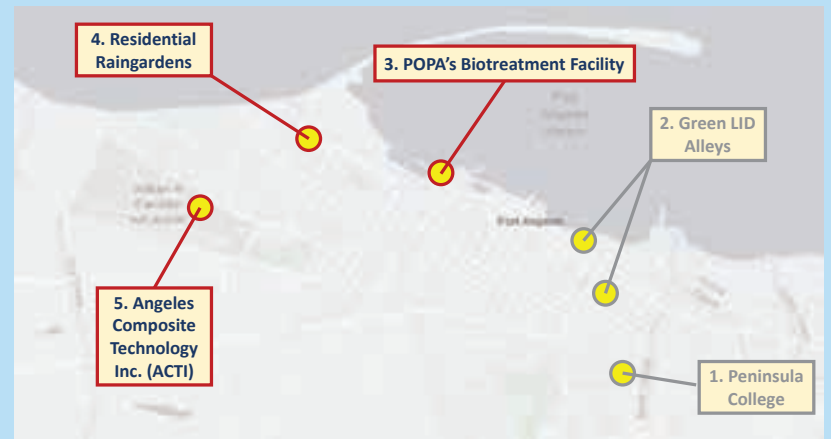 4. Residential
Raingardens
3. POPA's Biotreatment Facility
2. Green LID
Alleys
Port Angeles
5. Angeles
Composite
Technology
Inc. (ACTI)
1. Peninsula
College